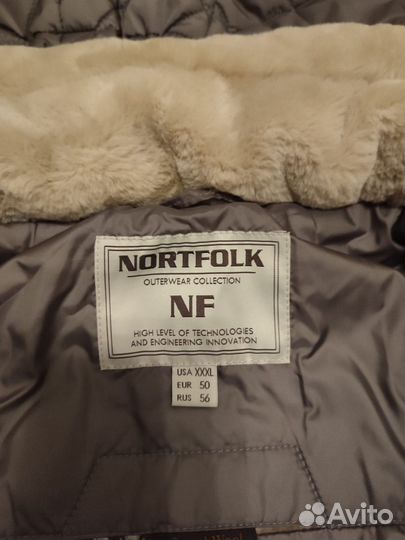 NORTFOLK
OUTERWEAR COLLECTION
NF
HIGH LEVEL OF TECHNOLOGIES
AND ENGINEERING INNOVATION
USA XXXL
EUR 50
RUS 56
Avito